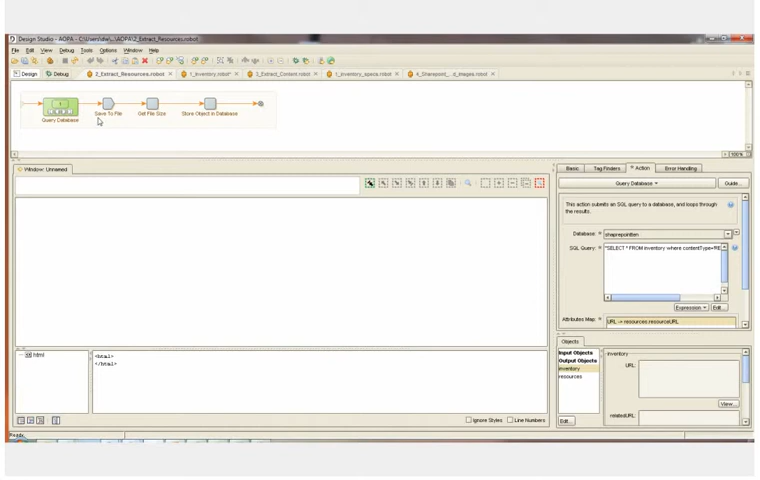 Design Studio - AOPA - C:\Users\dw\...\AOPA\2_Extract_Resources.robot
File Edit View Debug Tools Options Window Help
Design Debug 2_Extract_Resources.robot 1_Inventory.robot* 3_Extract_Content.robot 1_inventory_specs.robot 4_Sharepoint_...d_Images.robot
Query Database Save To File Get File Size Store Object in Database
100%
Window: Unnamed
Basic Tag Finders Action Error Handling
Query Database Guide...
This action submits an SQL query to a database, and loops through
the results.
Database:
SQL Query: "SELECT * FROM inventory where contentType='RE
Expression Edit...
Attributes Map: URL -> resources.resourceURL
Objects
Input Objects
Output Objects
inventory
resources
inventory
URL:
View...
relatedURL:
Edit...
html
<html>
</html>
Ignore Styles Line Numbers
Ready.